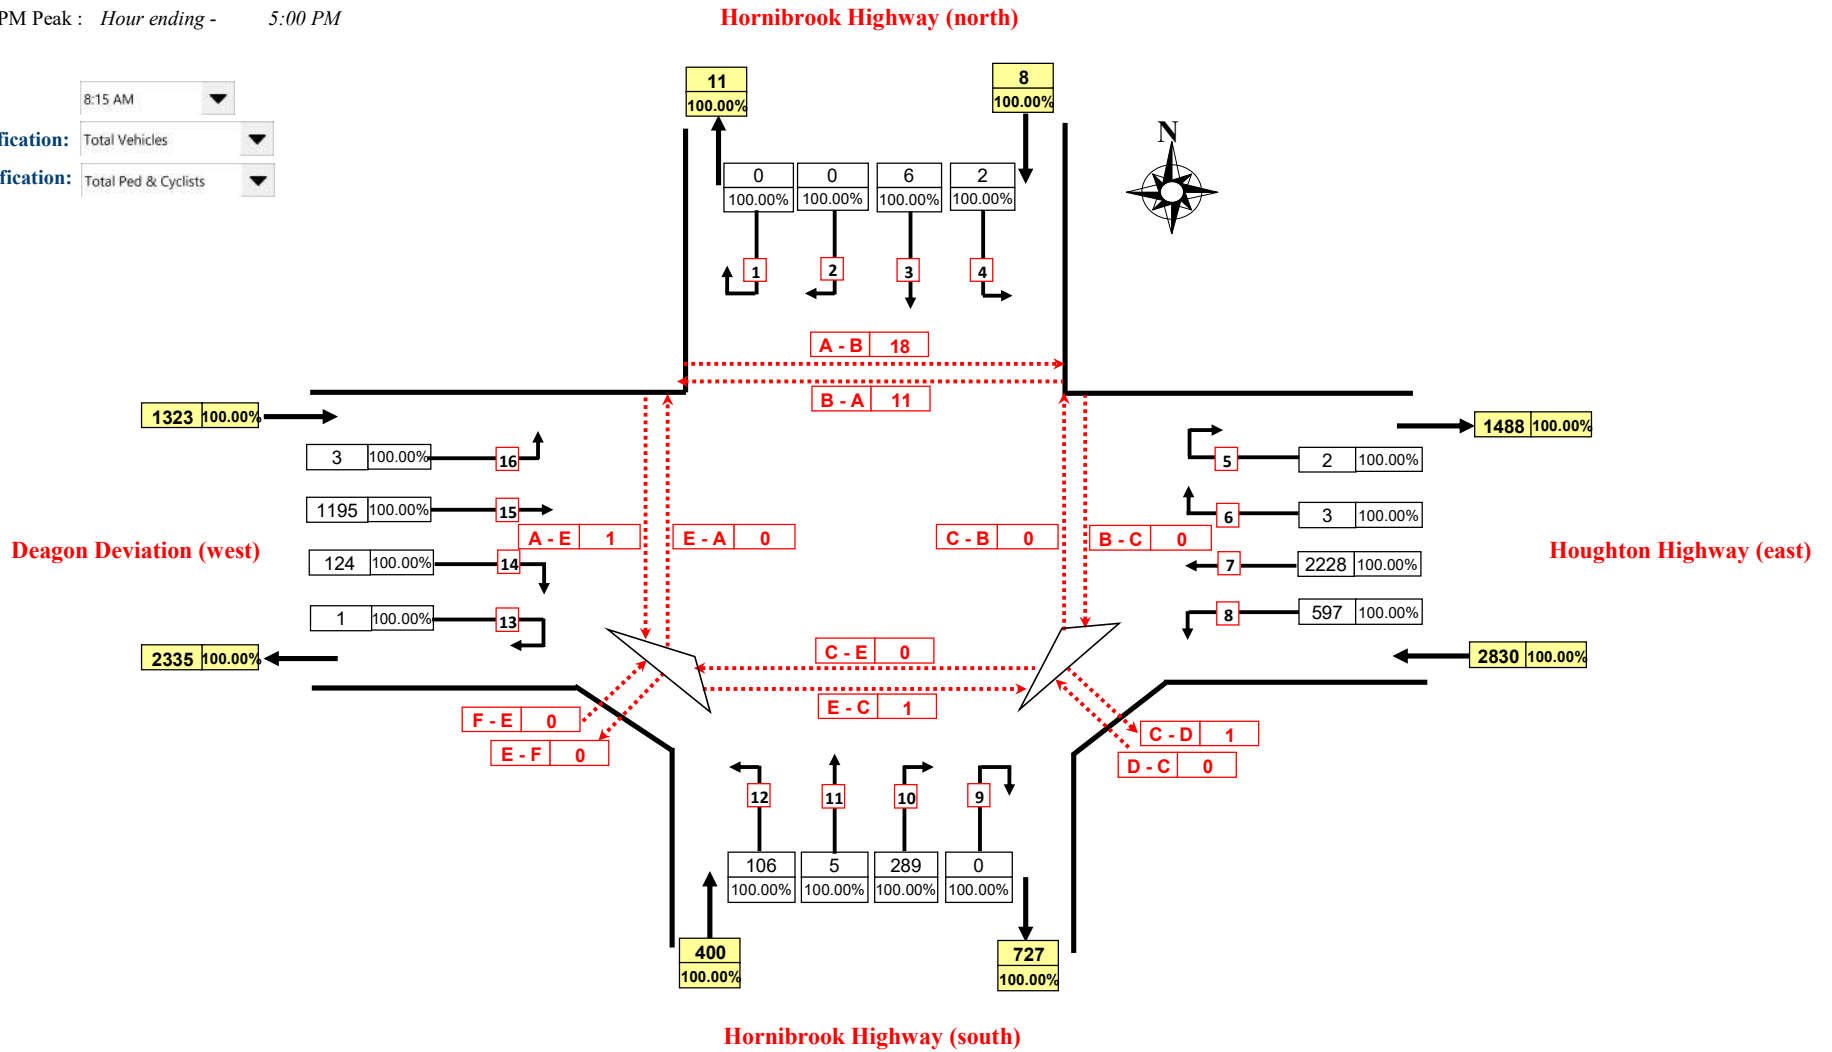 PM Peak : Hour ending - 5:00 PM
Hornibrook Highway (north)
8:15 AM
fication: Total Vehicles
fication: Total Ped & Cyclists
11
100.00%
8
100.00%
N
0 0 6 2
100.00% 100.00% 100.00% 100.00%
1 2 3 4
A - B 18
B - A 11
1323 100.00%
1488 100.00%
3 100.00% 16
5 2 100.00%
1195 100.00% 15
6 3 100.00%
A - E 1
E - A 0
C - B 0
B - C 0
Deagon Deviation (west)
Houghton Highway (east)
124 100.00% 14
7 2228 100.00%
1 100.00% 13
8 597 100.00%
2335 100.00%
2830 100.00%
C - E 0
E - C 1
F - E 0
E - F 0
C - D 1
D - C 0
12 11 10 9
106 5 289 0
100.00% 100.00% 100.00% 100.00%
400
100.00%
727
100.00%
Hornibrook Highway (south)